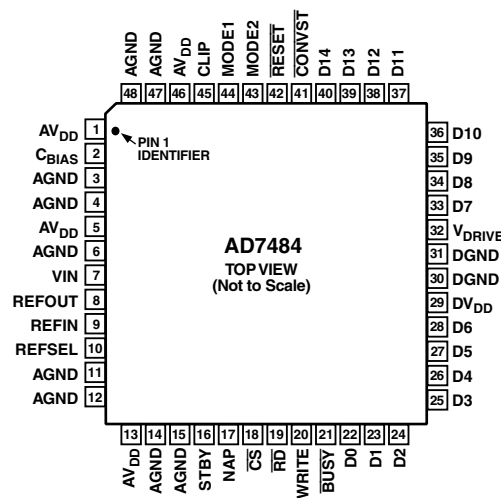 AGND
AGND
AVDD
CLIP
MODE1
MODE2
RESET
CONVST
D14
D13
D12
D11
48 47 46 45 44 43 42 41 40 39 38 37
AVDD 1
CBIAS 2
AGND 3
AGND 4
AVDD 5
AGND 6
VIN 7
REFOUT 8
REFIN 9
REFSEL 10
AGND 11
AGND 12
PIN 1
IDENTIFIER
AD7484
TOP VIEW
(Not to Scale)
36 D10
35 D9
34 D8
33 D7
32 VDRIVE
31 DGND
30 DGND
29 DVDD
28 D6
27 D5
26 D4
25 D3
13 14 15 16 17 18 19 20 21 22 23 24
AVDD
AGND
AGND
STBY
NAP
CS
RD
WRITE
BUSY
D0
D1
D2